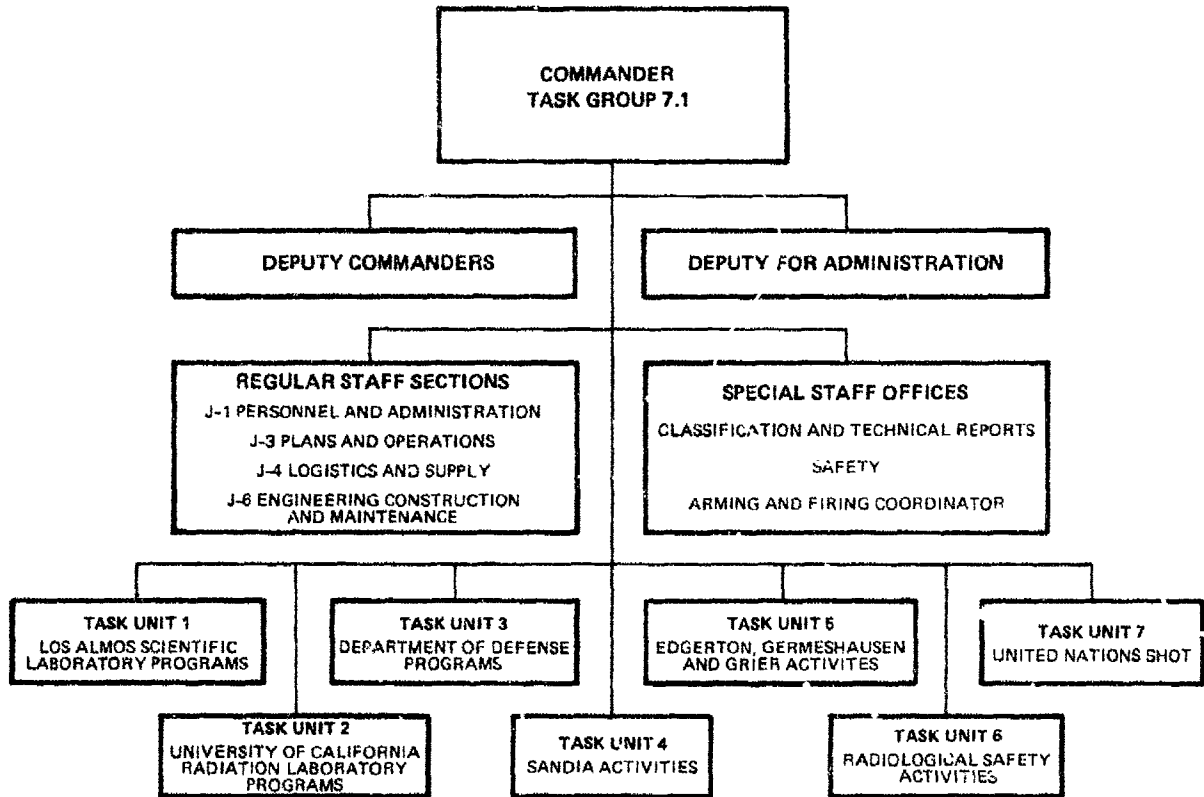 COMMANDER
TASK GROUP 7.1
DEPUTY COMMANDERS
DEPUTY FOR ADMINISTRATION
REGULAR STAFF SECTIONS
J-1 PERSONNEL AND ADMINISTRATION
J-3 PLANS AND OPERATIONS
J-4 LOGISTICS AND SUPPLY
J-6 ENGINEERING CONSTRUCTION
AND MAINTENANCE
SPECIAL STAFF OFFICES
CLASSIFICATION AND TECHNICAL REPORTS
SAFETY
ARMING AND FIRING COORDINATOR
TASK UNIT 1
LOS ALMOS SCIENTIFIC
LABORATORY PROGRAMS
TASK UNIT 2
UNIVERSITY OF CALIFORNIA
RADIATION LABORATORY
PROGRAMS
TASK UNIT 3
DEPARTMENT OF DEFENSE
PROGRAMS
TASK UNIT 4
SANDIA ACTIVITIES
TASK UNIT 5
EDGERTON, GERMESHAUSEN
AND GRIER ACTIVITES
TASK UNIT 6
RADIOLOGICAL SAFETY
ACTIVITIES
TASK UNIT 7
UNITED NATIONS SHOT